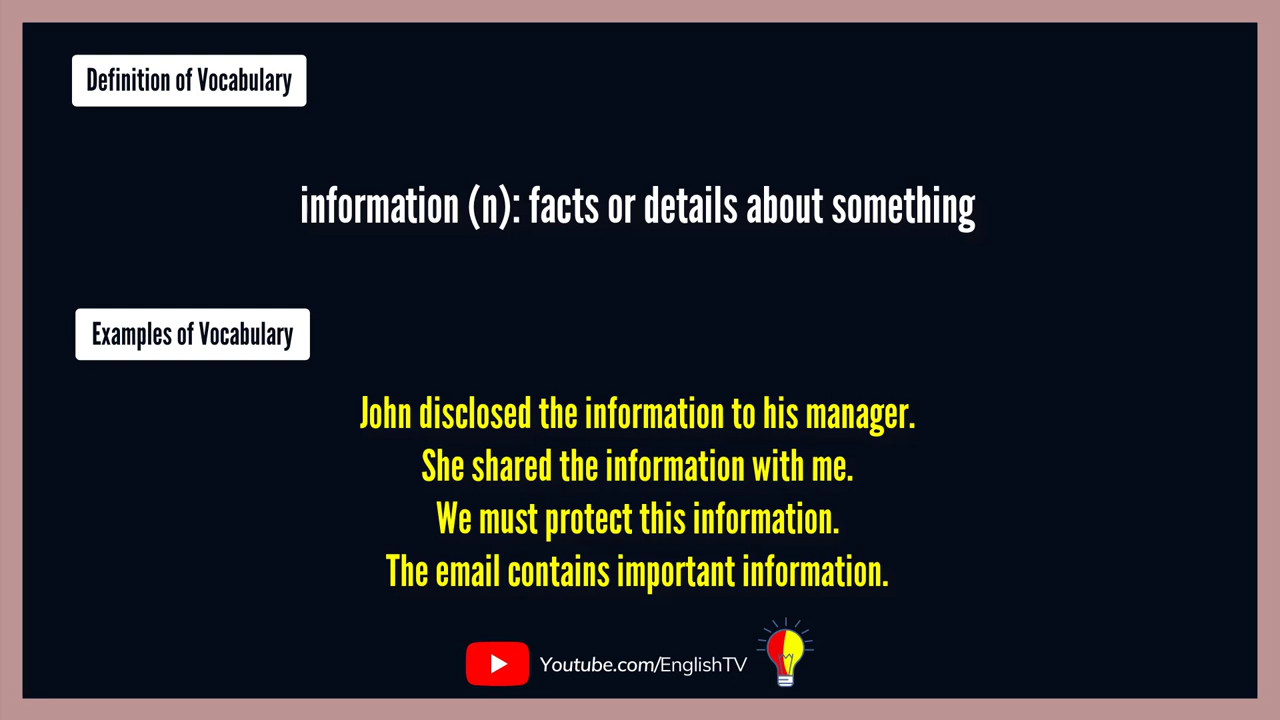 Definition of Vocabulary
information (n): facts or details about something
Examples of Vocabulary
John disclosed the information to his manager.
She shared the information with me.
We must protect this information.
The email contains important information.
Youtube.com/EnglishTV